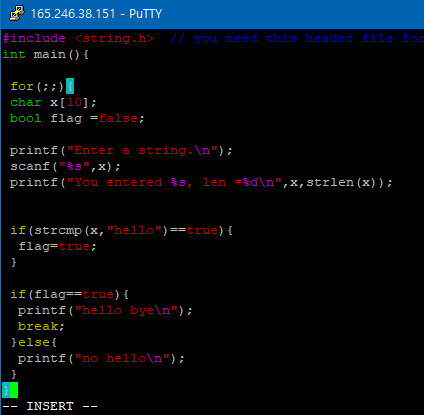 165.246.38.151 - PuTTY
#include <string.h>  // you need this header file for
int main(){
for(;;){
char x[10];
bool flag =false;
printf("Enter a string.\n");
scanf("%s",x);
printf("You entered %s, len =%d\n",x,strlen(x));
if(strcmp(x,"hello")==true){
flag=true;
}
if(flag==true){
printf("hello bye\n");
break;
}else{
printf("no hello\n");
}
}
-- INSERT --